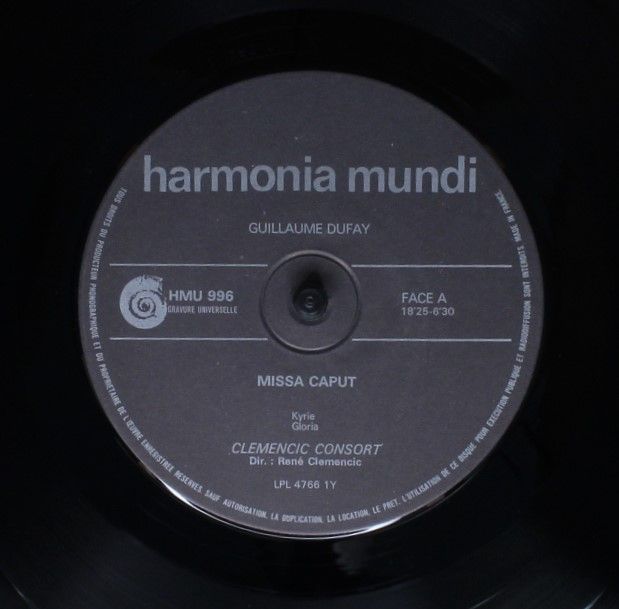 harmonia mundi
GUILLAUME DUFAY
HMU 996
GRAVURE UNIVERSELLE
FACE A
18'25-6'30
MISSA CAPUT
Kyrie
Gloria
CLEMENCIC CONSORT
Dir. : René Clemencic
LPL 4766 1Y
TOUS DROITS DU PRODUCTEUR PHONOGRAPHIQUE ET DU PROPRIETAIRE DE L'ŒUVRE ENREGISTREE RESERVES. SAUF AUTORISATION, LA DUPLICATION, LA LOCATION, LE PRET, L'UTILISATION DE CE DISQUE POUR EXECUTION PUBLIQUE ET RADIODIFFUSION SONT INTERDITS. MADE IN FRANCE.